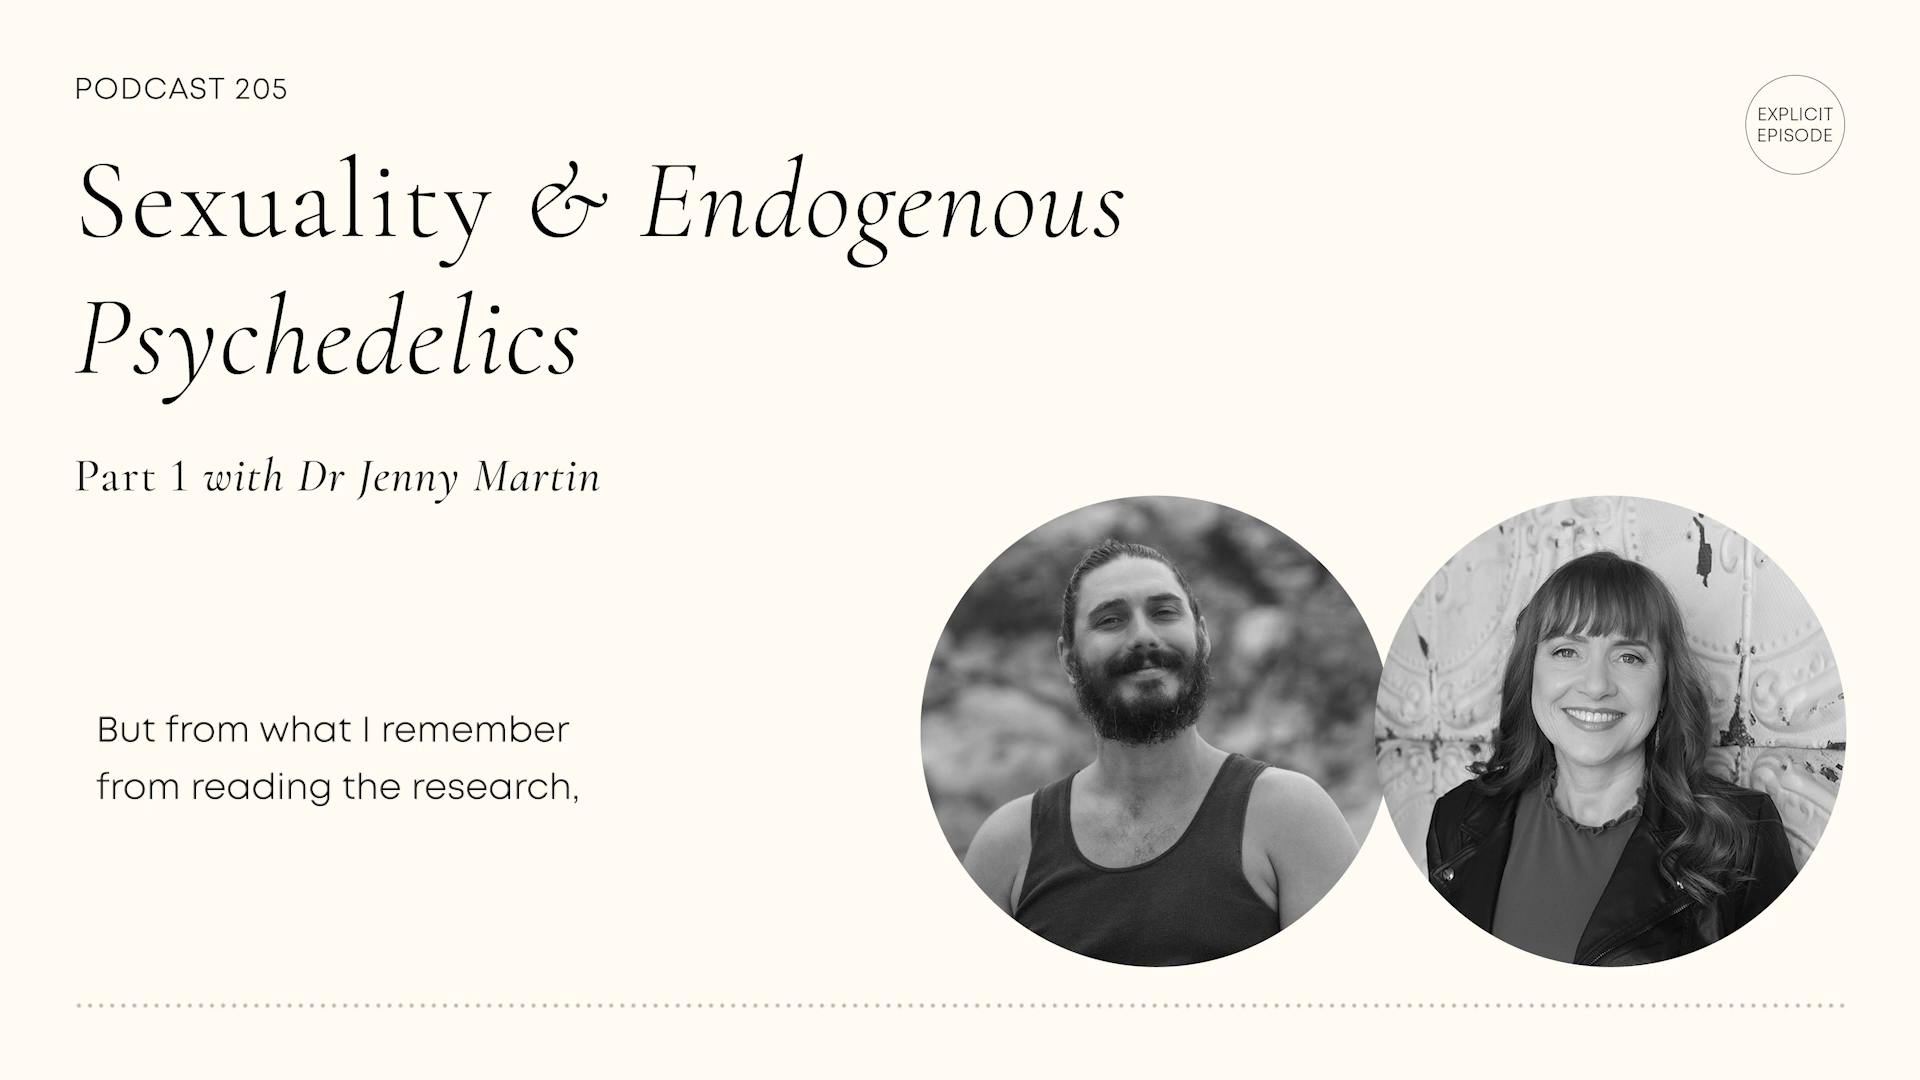 PODCAST 205
EXPLICIT
EPISODE
Sexuality & Endogenous
Psychedelics
Part 1 with Dr Jenny Martin
But from what I remember
from reading the research,